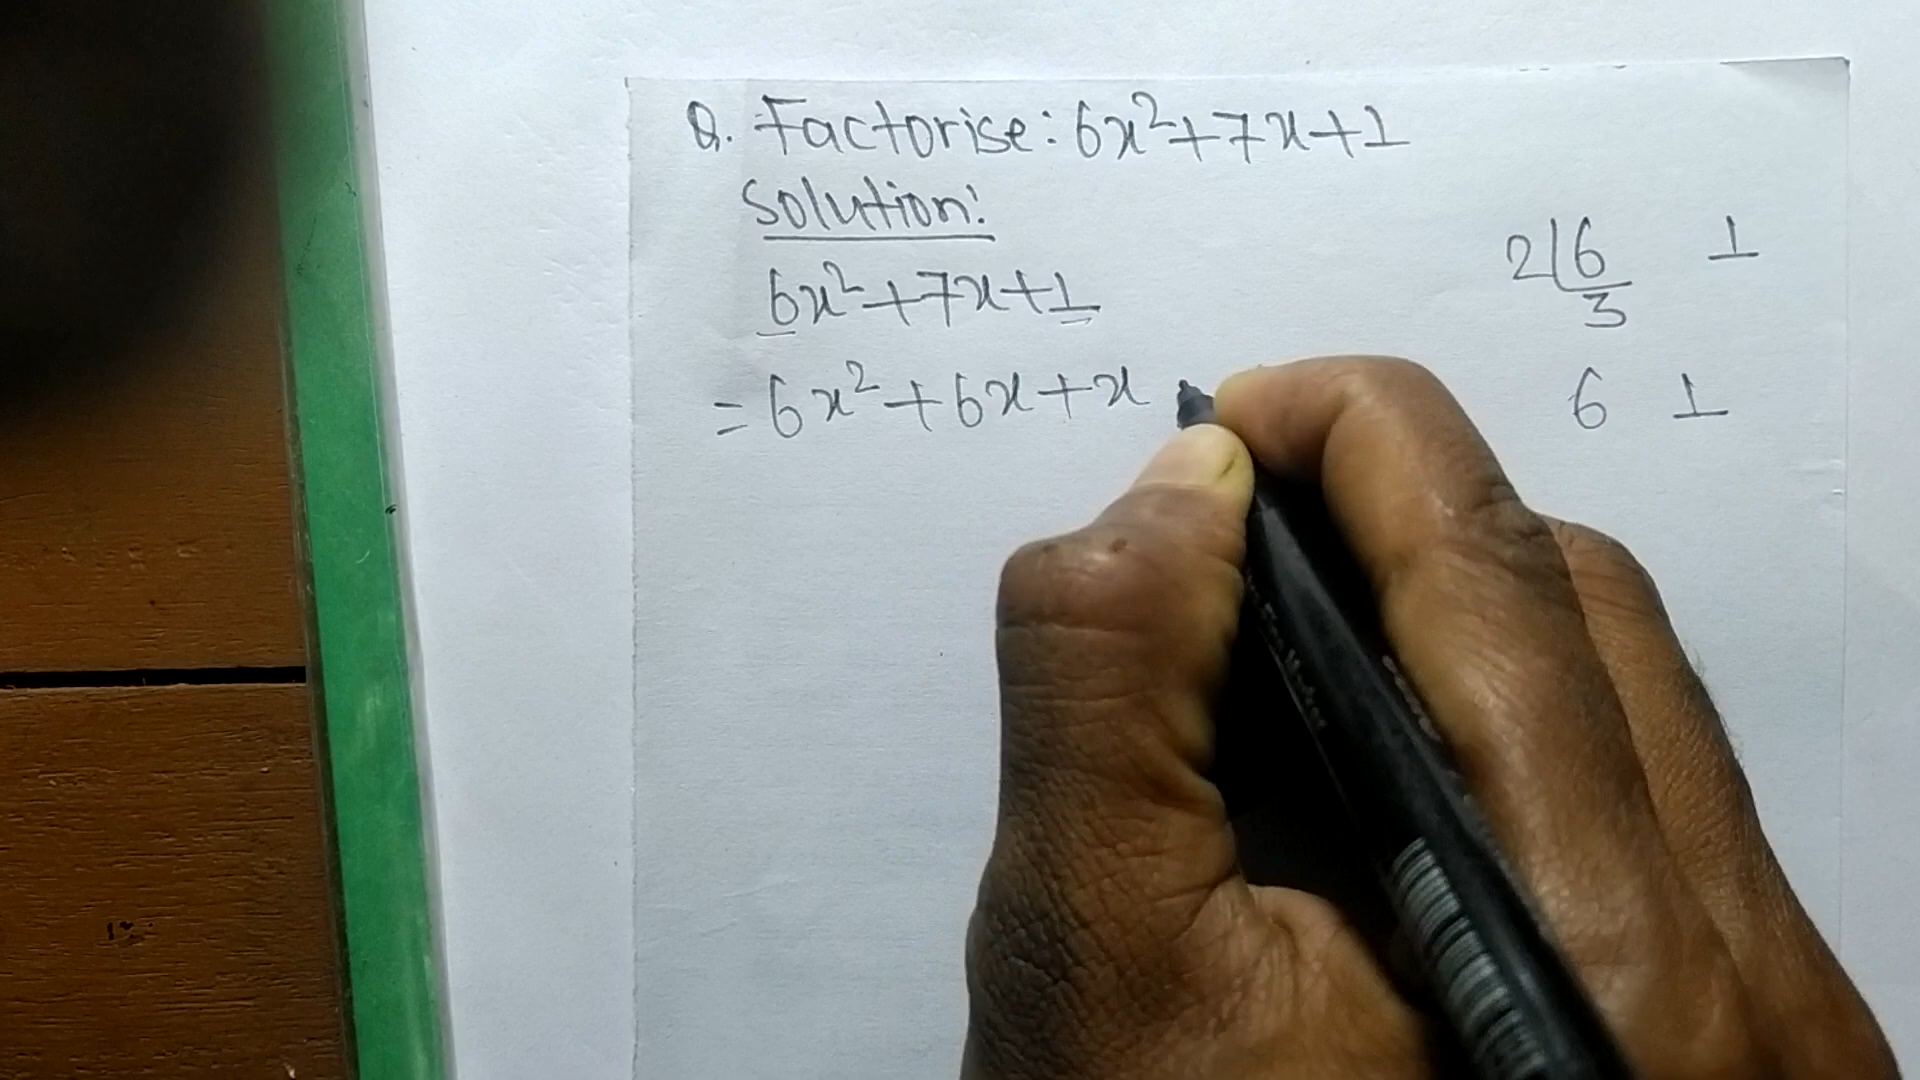 Q. Factorise: 6x²+7x+1
Solution:
6x²+7x+1
= 6x²+6x+x
2|6 1
3
6 1